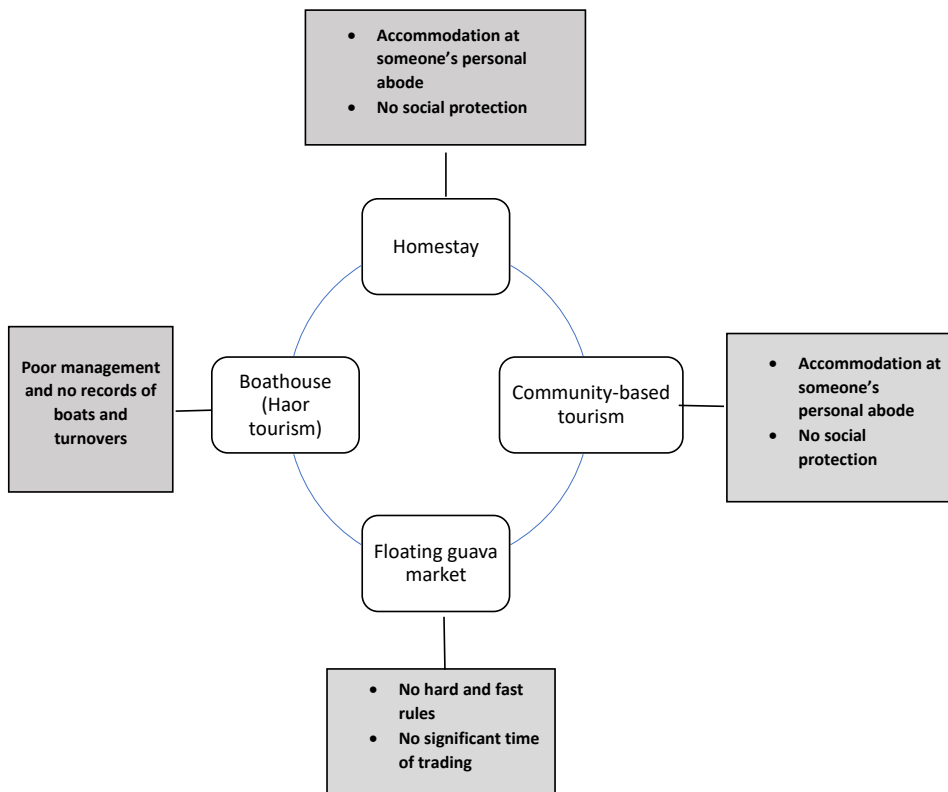 • Accommodation at
someone’s personal
abode
• No social protection
Homestay
Poor management
and no records of
boats and
turnovers
Boathouse
(Haor
tourism)
Community-based
tourism
• Accommodation at
someone’s
personal abode
• No social
protection
Floating guava
market
• No hard and fast
rules
• No significant time
of trading